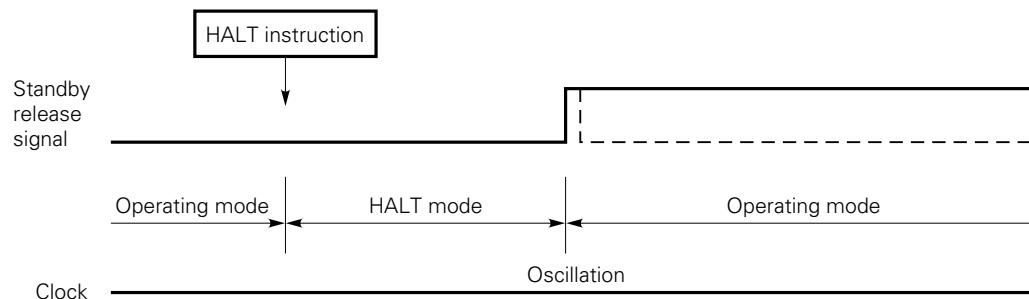 HALT instruction
Standby
release
signal
Operating mode
HALT mode
Operating mode
Oscillation
Clock